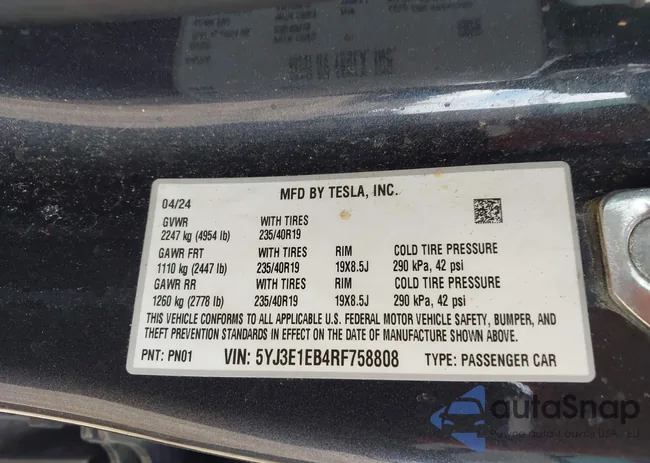 MFD BY TESLA, INC.
04/24
GVWR WITH TIRES
2247 kg (4954 lb) 235/40R19
GAWR FRT WITH TIRES RIM COLD TIRE PRESSURE
1110 kg (2447 lb) 235/40R19 19X8.5J 290 kPa, 42 psi
GAWR RR WITH TIRES RIM COLD TIRE PRESSURE
1260 kg (2778 lb) 235/40R19 19X8.5J 290 kPa, 42 psi
THIS VEHICLE CONFORMS TO ALL APPLICABLE U.S. FEDERAL MOTOR VEHICLE SAFETY, BUMPER, AND
THEFT PREVENTION STANDARDS IN EFFECT ON THE DATE OF MANUFACTURE SHOWN ABOVE.
PNT: PN01 VIN: 5YJ3E1EB4RF758808 TYPE: PASSENGER CAR
autoSnap